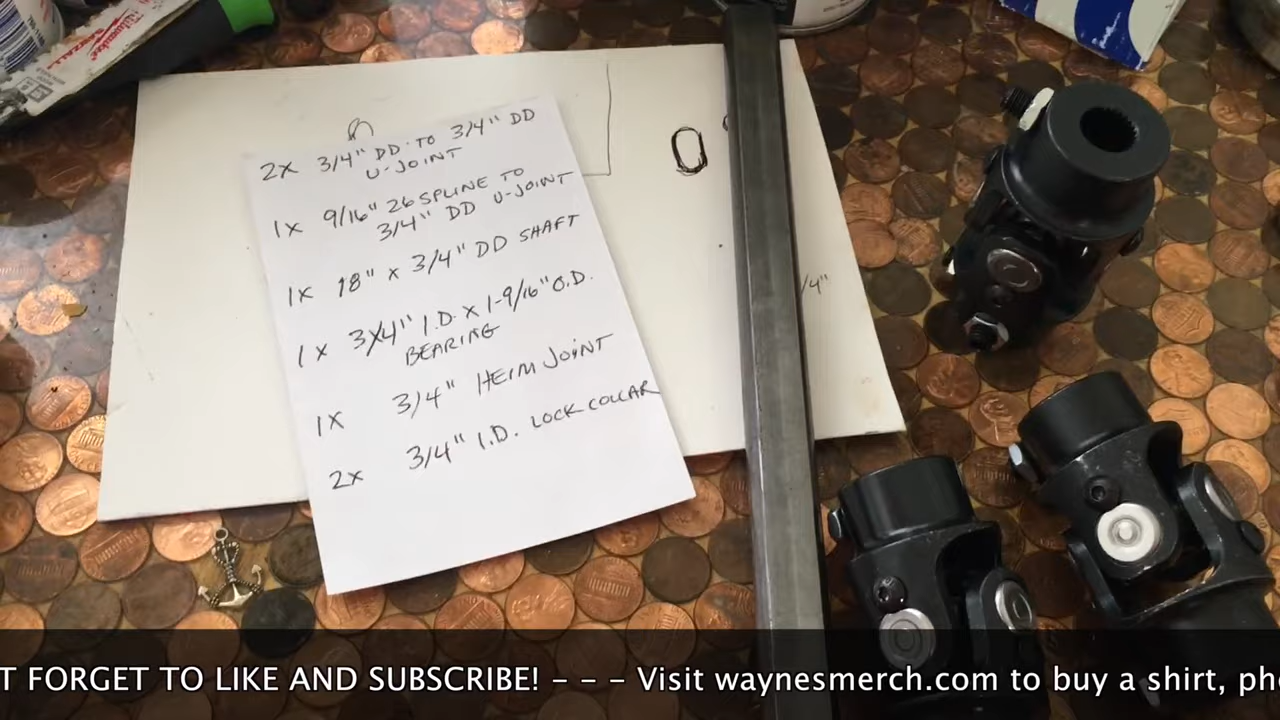 2X 3/4" DD TO 3/4" DD
U-JOINT
1X 9/16" 26 SPLINE TO
3/4" DD U-JOINT
1X 18" X 3/4" DD SHAFT
1X 3/4" I.D. X 1-9/16" O.D.
BEARING
1X 3/4" HEIM JOINT
2X 3/4" I.D. LOCK COLLAR
/4"
Milwaukee
T FORGET TO LIKE AND SUBSCRIBE! - - - Visit waynesmerch.com to buy a shirt, pho